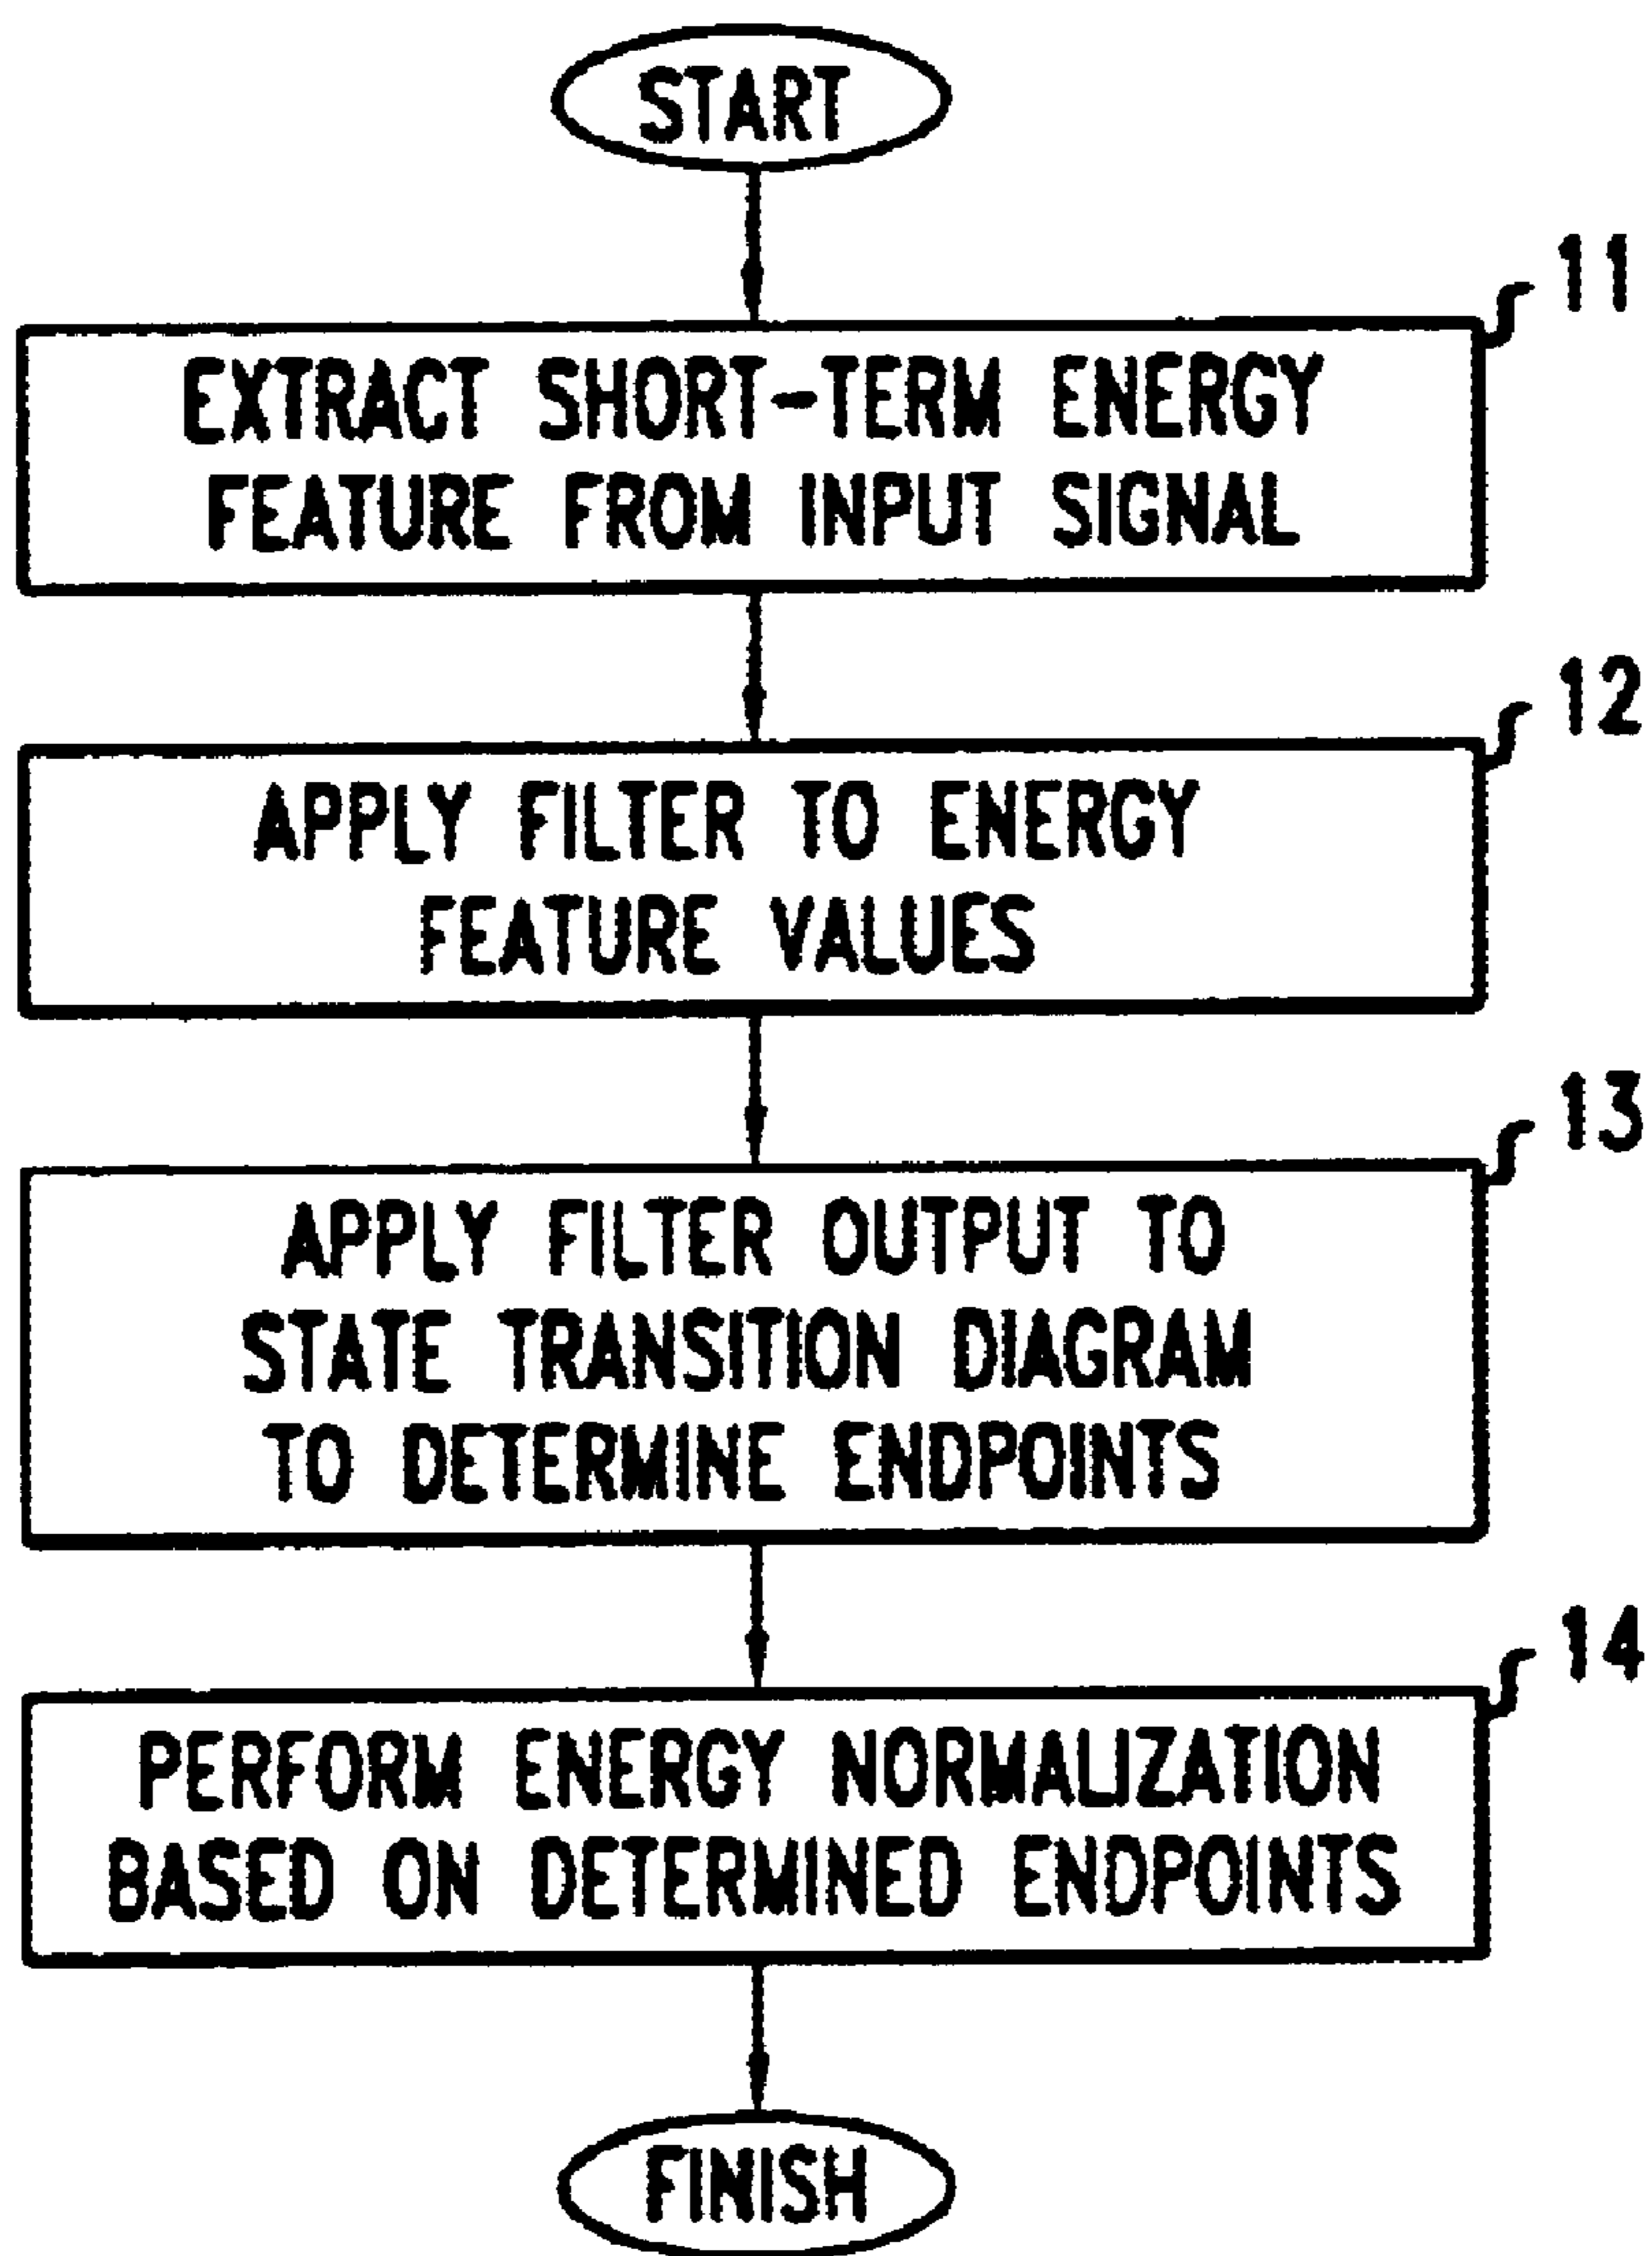 START
11
EXTRACT SHORT-TERM ENERGY
FEATURE FROM INPUT SIGNAL
12
APPLY FILTER TO ENERGY
FEATURE VALUES
13
APPLY FILTER OUTPUT TO
STATE TRANSITION DIAGRAM
TO DETERMINE ENDPOINTS
14
PERFORM ENERGY NORMALIZATION
BASED ON DETERMINED ENDPOINTS
FINISH